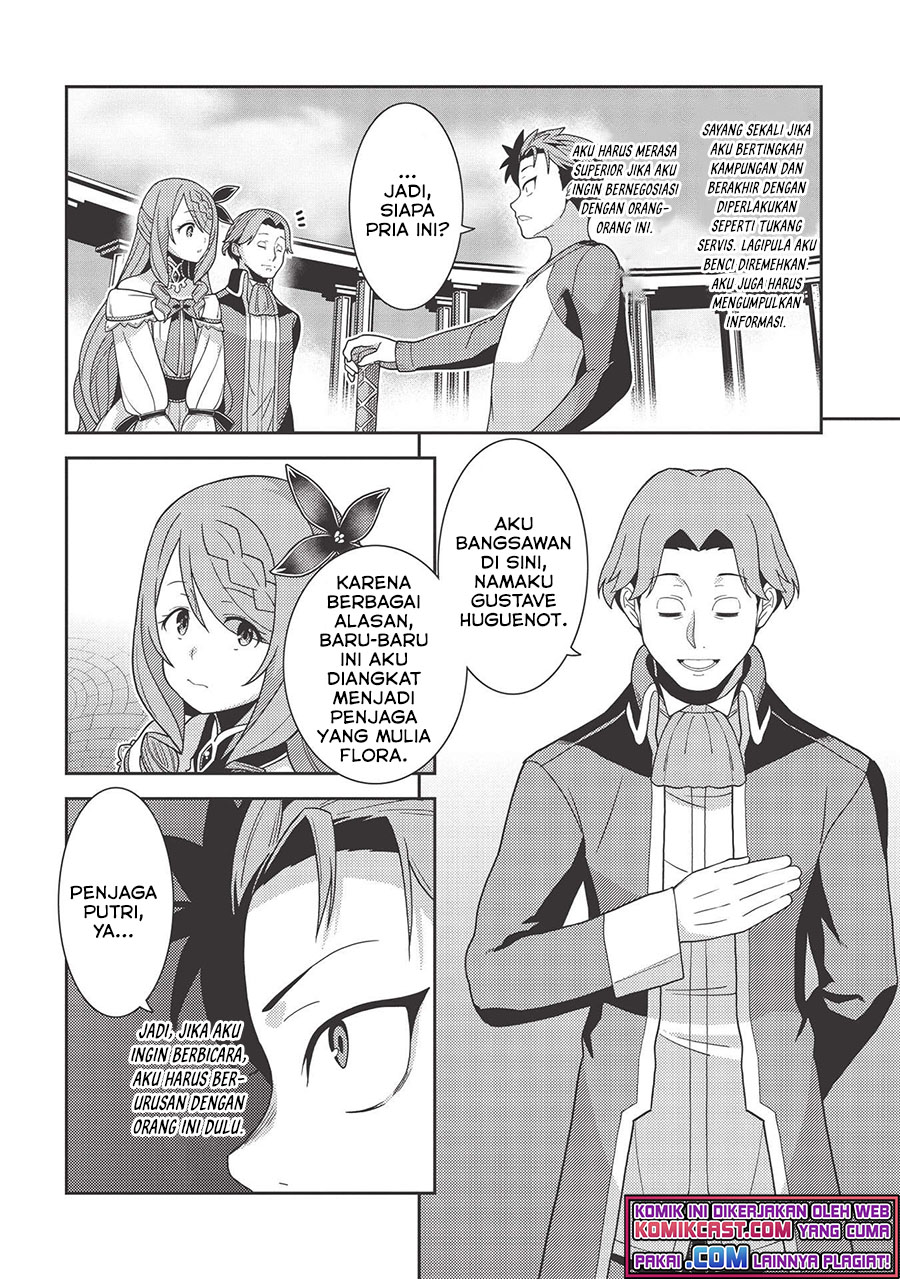 SAYANG SEKALI JIKA
AKU BERTINGKAH
KAMPUNGAN DAN
BERAKHIR DENGAN
DIPERLAKUKAN
SEPERTI TUKANG
SERVIS. LAGIPULA AKU
BENCI DIREMEHKAN.
AKU JUGA HARUS
MENGUMPULKAN
INFORMASI.
AKU HARUS MERASA
SUPERIOR JIKA AKU
INGIN BERNEGOSIASI
DENGAN ORANG-
ORANG INI.
...
JADI,
SIAPA
PRIA INI?
AKU
BANGSAWAN
DI SINI,
NAMAKU
GUSTAVE
HUGUENOT.
KARENA
BERBAGAI
ALASAN,
BARU-BARU
INI AKU
DIANGKAT
MENJADI
PENJAGA
YANG MULIA
FLORA.
PENJAGA
PUTRI,
YA...
JADI, JIKA AKU
INGIN BERBICARA,
AKU HARUS BER-
URUSAN DENGAN
ORANG INI DULU.
KOMIK INI DIKERJAKAN OLEH WEB
KOMIKCAST.COM YANG CUMA
PAKAI .COM LAINNYA PLAGIAT!